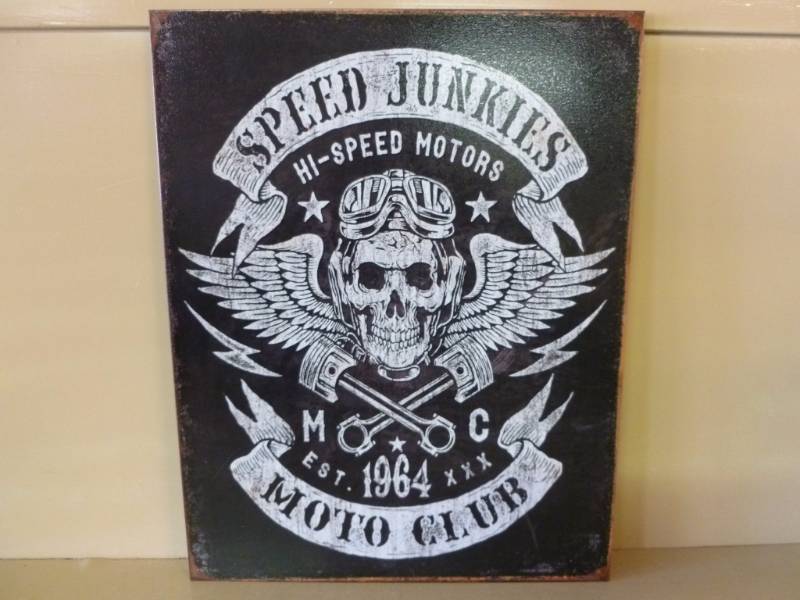 SPEED JUNKIES
HI-SPEED MOTORS
M C
EST. 1964 XXX
MOTO CLUB